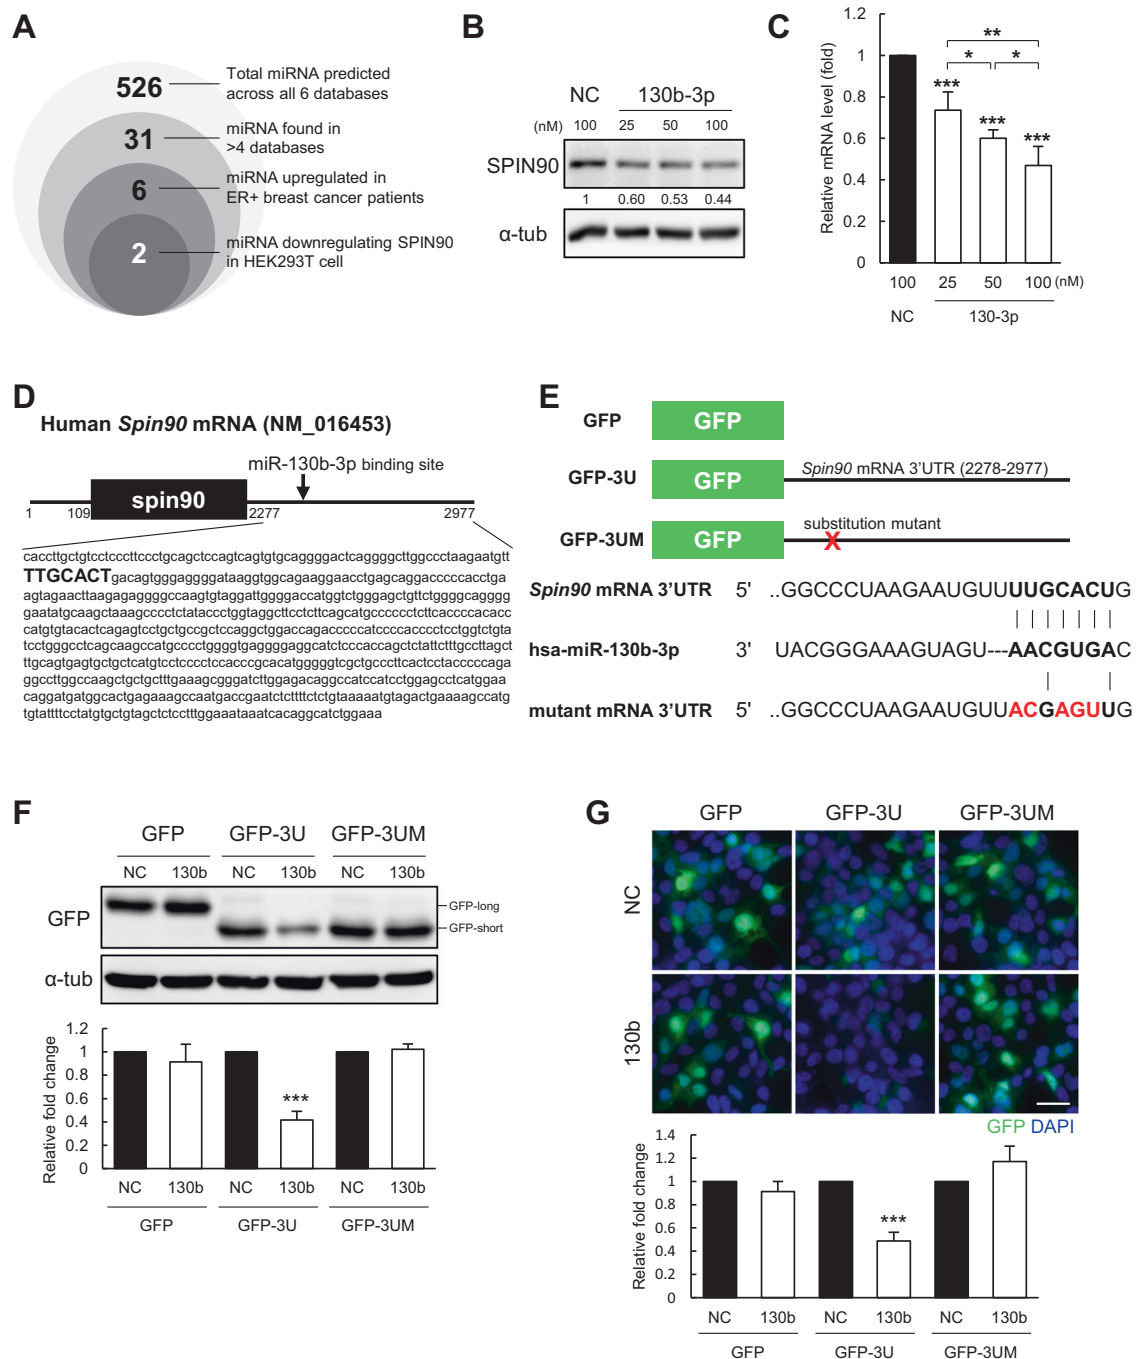 A
526
Total miRNA predicted
across all 6 databases
31
miRNA found in
>4 databases
6
miRNA upregulated in
ER+ breast cancer patients
2
miRNA downregulating SPIN90
in HEK293T cell
B
NC 130b-3p
(nM) 100 25 50 100
SPIN90
1 0.60 0.53 0.44
α-tub
C
Relative mRNA level (fold)
1.2
1
0.8
0.6
0.4
0.2
0
**
* *
***
***
***
100 25 50 100 (nM)
NC 130-3p
D
Human Spin90 mRNA (NM_016453)
miR-130b-3p binding site
spin90
1 109 2277 2977
caccttgctgtcctcccttccctgcagctccagtcagtgtgcaggggactcaggggcttggccctaagaatgtt
TTGCACTgacagtgggaggggataaggtggcagaaggaacctgagcaggacccccacctga
agtagaacttaagagaggggccaagtgtaggattggggaccatggtctgggagctgttctggggcagggg
gaatatgcaagctaaagcccctctataccctggtaggcttcctcttcagcatgccccccctcttcaccccacacc
catgtgtacactcagagtcctgctgccgctccaggctggaccagacccccatccccacccctcctggtctgta
tcctgggcctcagcaagcccctggggtgaggggaggcatctcccaccagctctattctttgccttagct
ttgcagtgagtgctgctcatgtcctcccctccacccgcacatgggggtcgctgcccttcactcctaccccccaga
ggccttggccaagctgctgctttgaaagcgggatcttggagacaggccatccatcctggagcctcatggaa
caggatgatggcactgagaaagccaatgaccgaatctcttttctctgtaaaaatgtagactgaaaagccatg
tgtattttcctatgtgctgtagctctcctttggaaataaatcacaggcatctggaaa
E
GFP GFP
GFP-3U GFP Spin90 mRNA 3'UTR (2278-2977)
GFP-3UM GFP substitution mutant
X
Spin90 mRNA 3'UTR 5' ..GGCCCUAAGAAUGUUUUGCACUG
hsa-miR-130b-3p 3' UACGGGAAAGUAGU---AACGUGAC
mutant mRNA 3'UTR 5' ..GGCCCUAAGAAUGUUACGAGUUG
F
GFP GFP-3U GFP-3UM
NC 130b NC 130b NC 130b
GFP
GFP-long
GFP-short
α-tub
Relative fold change
1.2
1
0.8
0.6
0.4
0.2
0
***
NC 130b NC 130b NC 130b
GFP GFP-3U GFP-3UM
G
GFP GFP-3U GFP-3UM
NC
130b
GFP DAPI
Relative fold change
1.4
1.2
1
0.8
0.6
0.4
0.2
0
***
NC 130b NC 130b NC 130b
GFP GFP-3U GFP-3UM